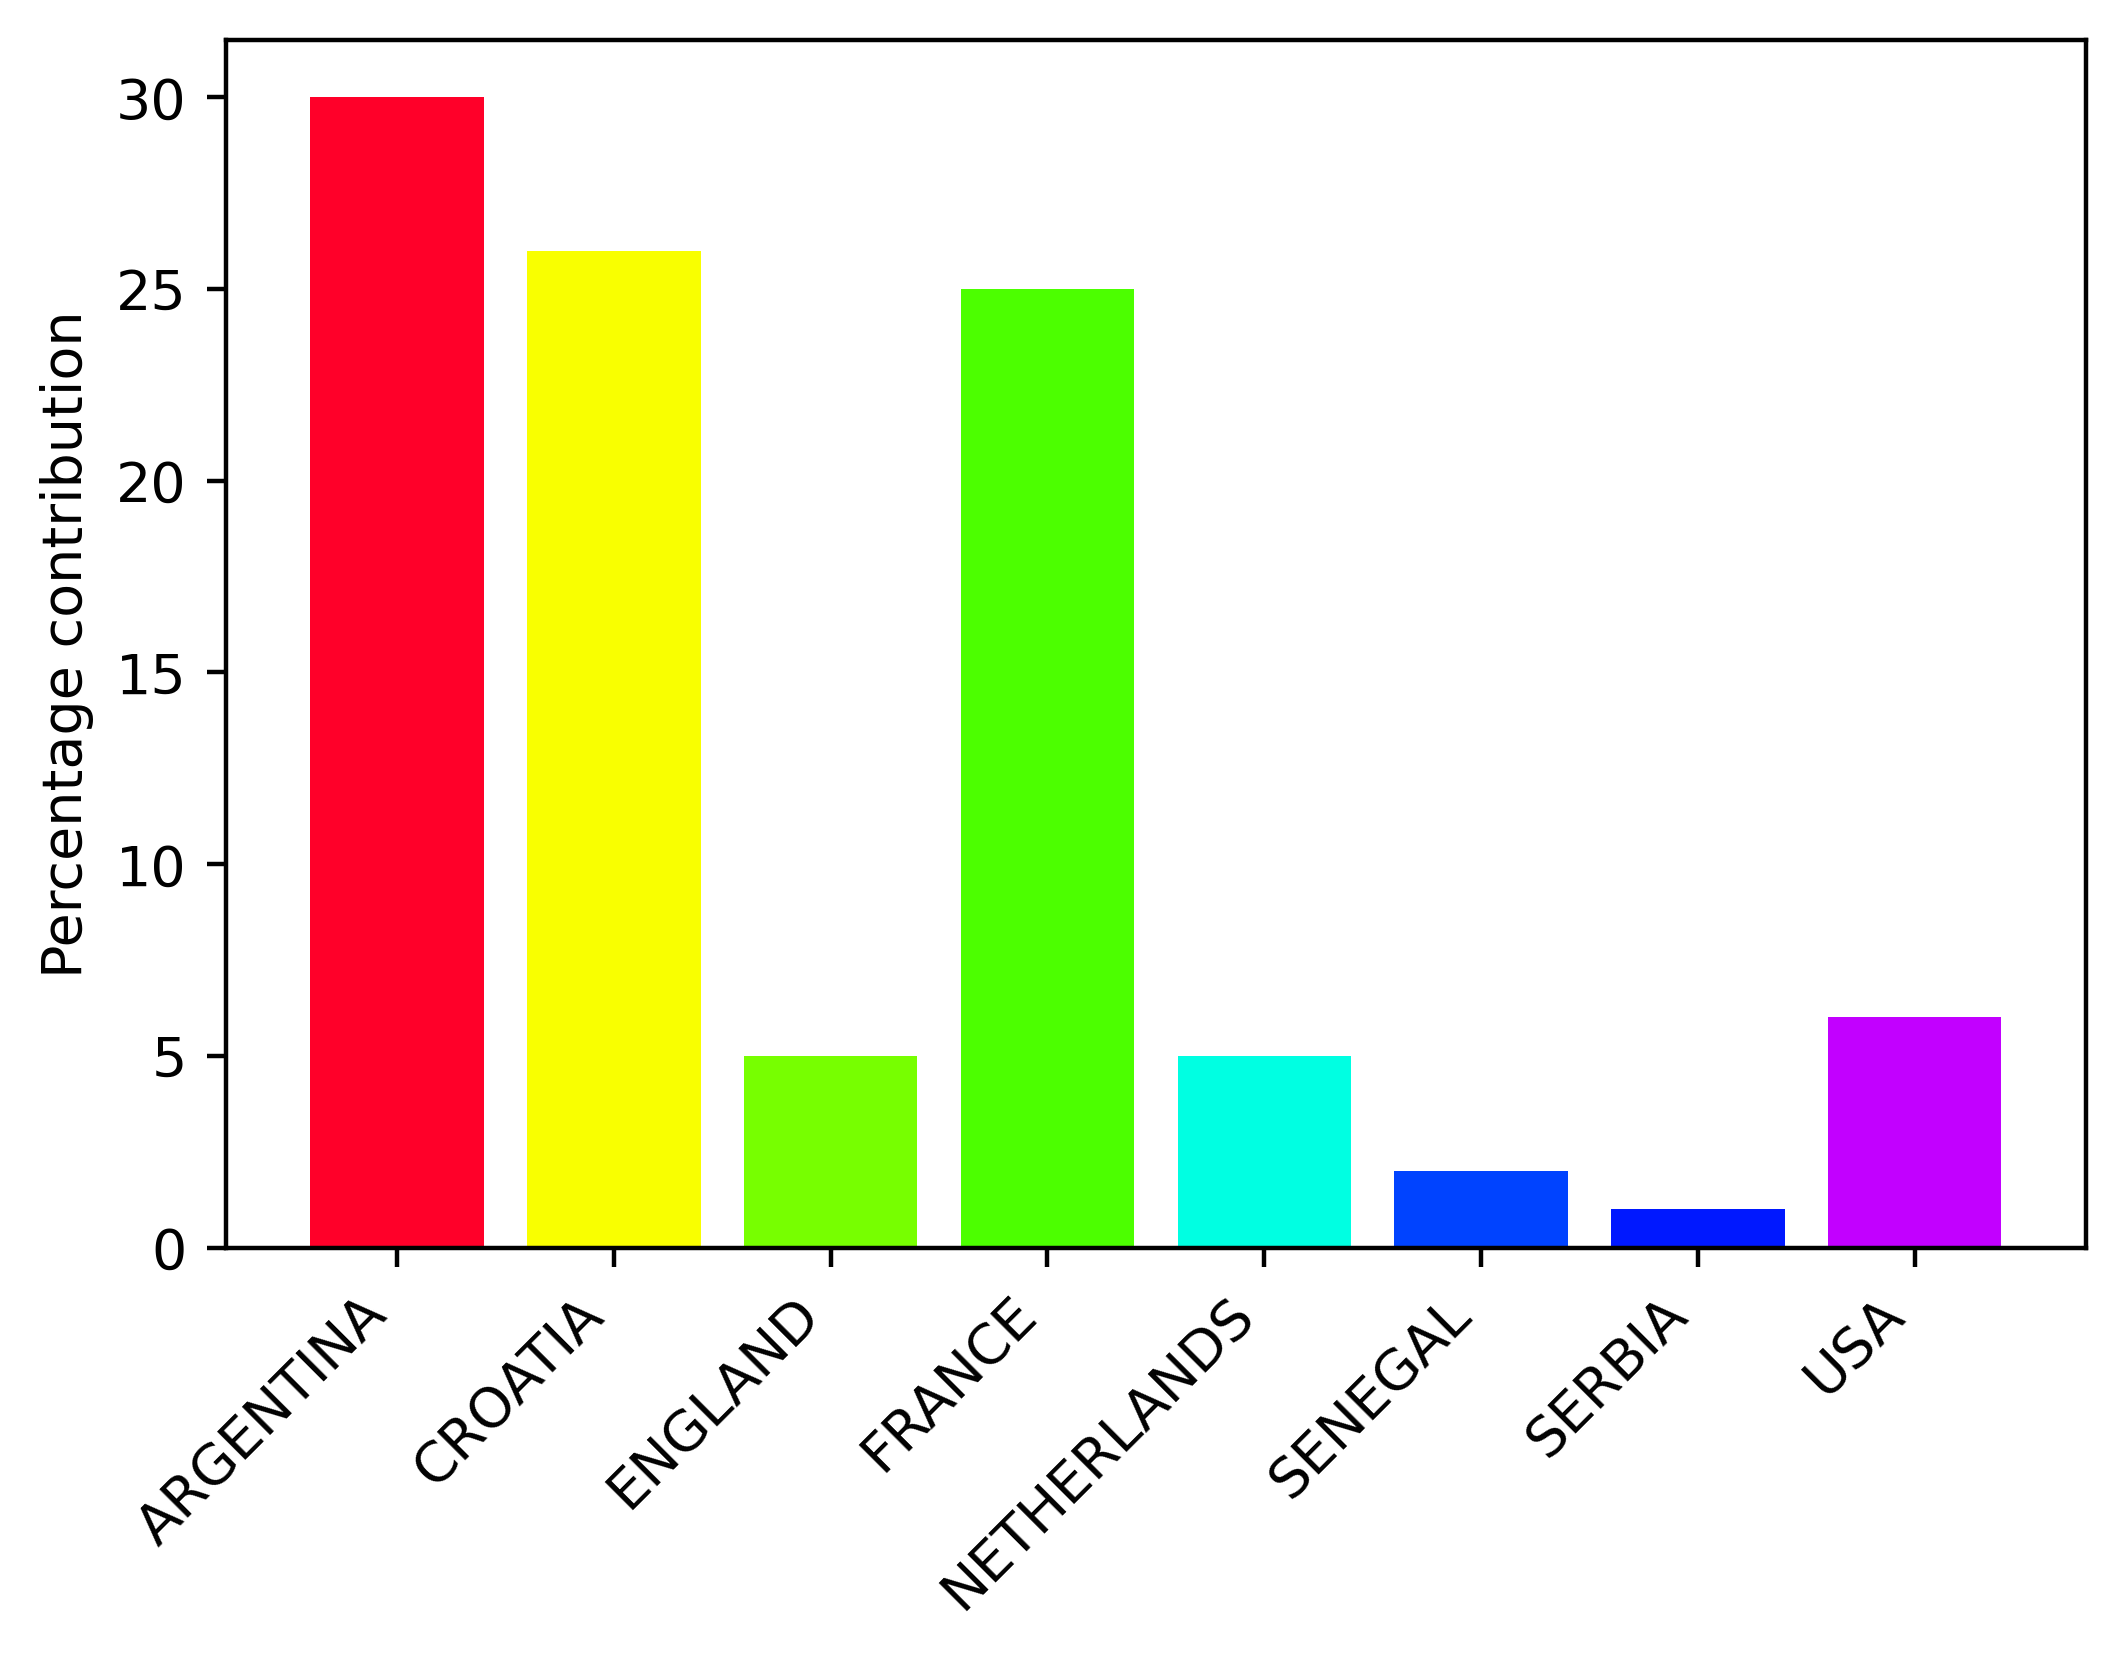 Percentage contribution
30
25
20
15
10
5
0
ARGENTINA
CROATIA
ENGLAND
FRANCE
NETHERLANDS
SENEGAL
SERBIA
USA